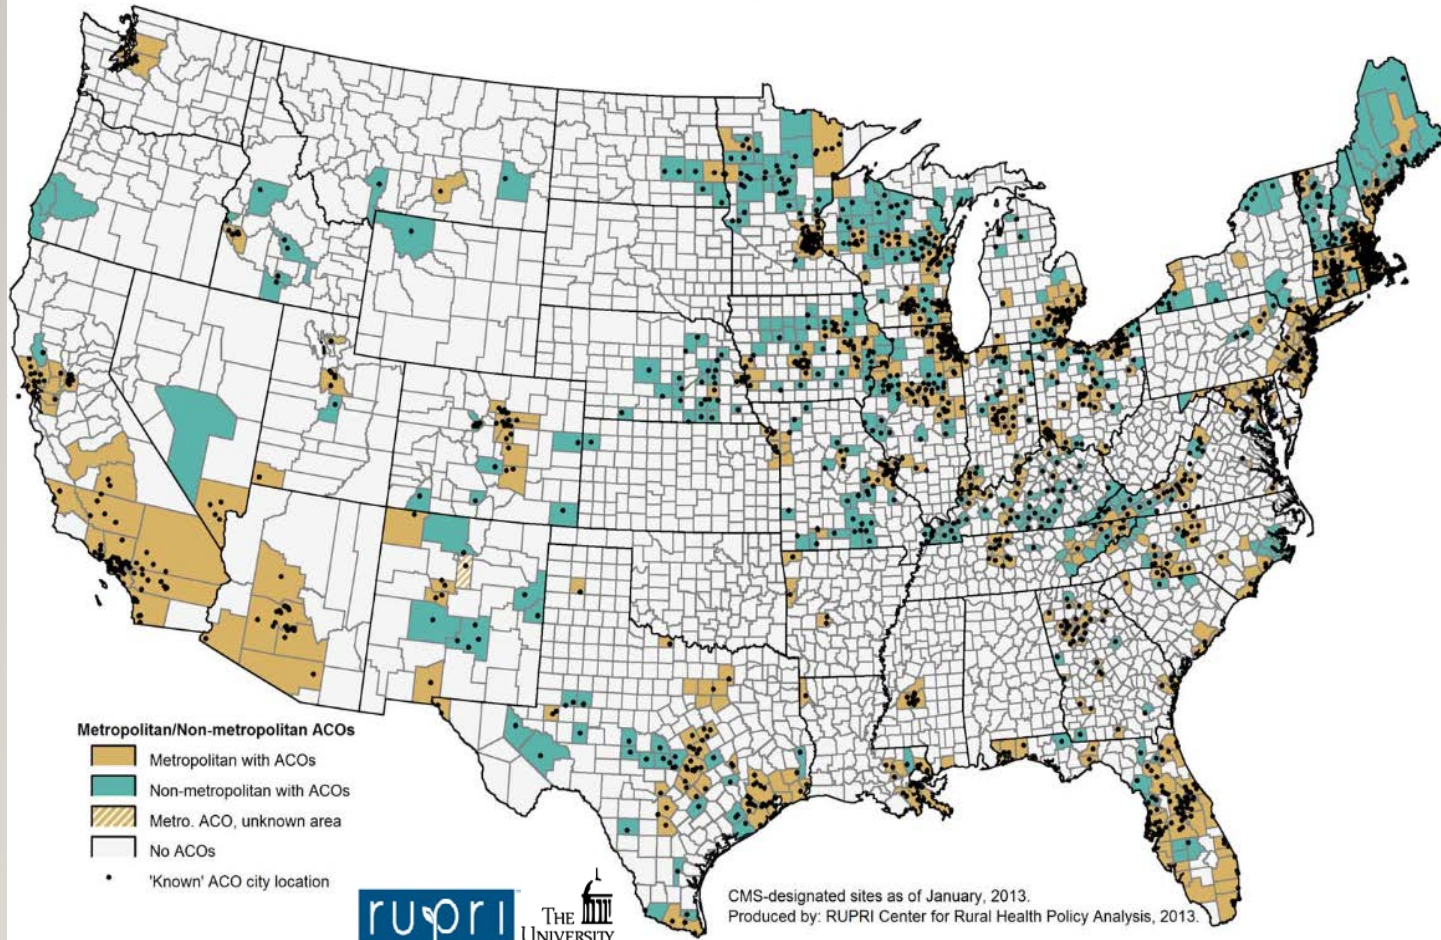 Metropolitan/Non-metropolitan ACOs
Metropolitan with ACOs
Non-metropolitan with ACOs
Metro. ACO, unknown area
No ACOs
'Known' ACO city location
rupri
THE
UNIVERSITY
CMS-designated sites as of January, 2013.
Produced by: RUPRI Center for Rural Health Policy Analysis, 2013.